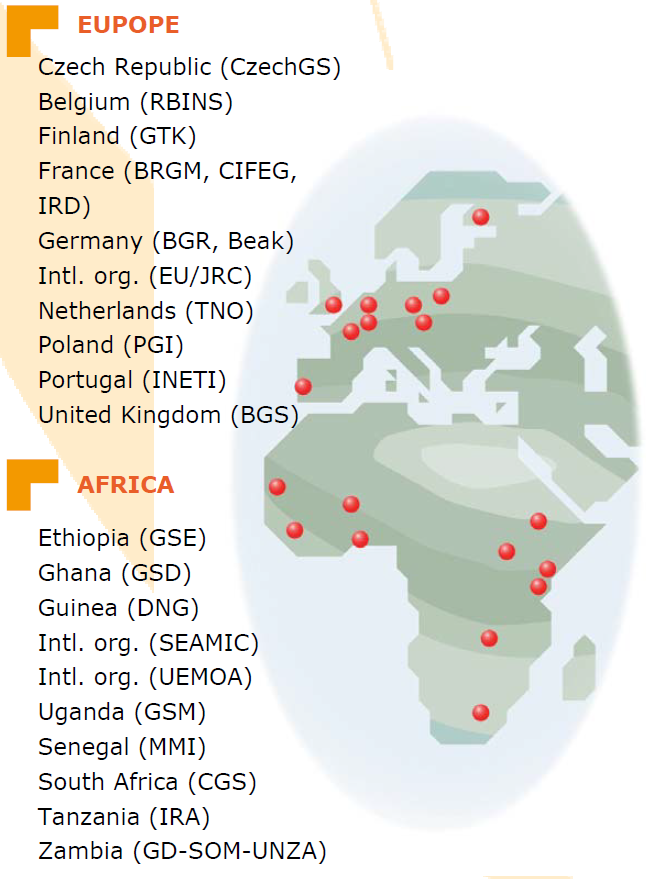 EUPOPE
Czech Republic (CzechGS)
Belgium (RBINS)
Finland (GTK)
France (BRGM, CIFEG,
IRD)
Germany (BGR, Beak)
Intl. org. (EU/JRC)
Netherlands (TNO)
Poland (PGI)
Portugal (INETI)
United Kingdom (BGS)
AFRICA
Ethiopia (GSE)
Ghana (GSD)
Guinea (DNG)
Intl. org. (SEAMIC)
Intl. org. (UEMOA)
Uganda (GSM)
Senegal (MMI)
South Africa (CGS)
Tanzania (IRA)
Zambia (GD-SOM-UNZA)